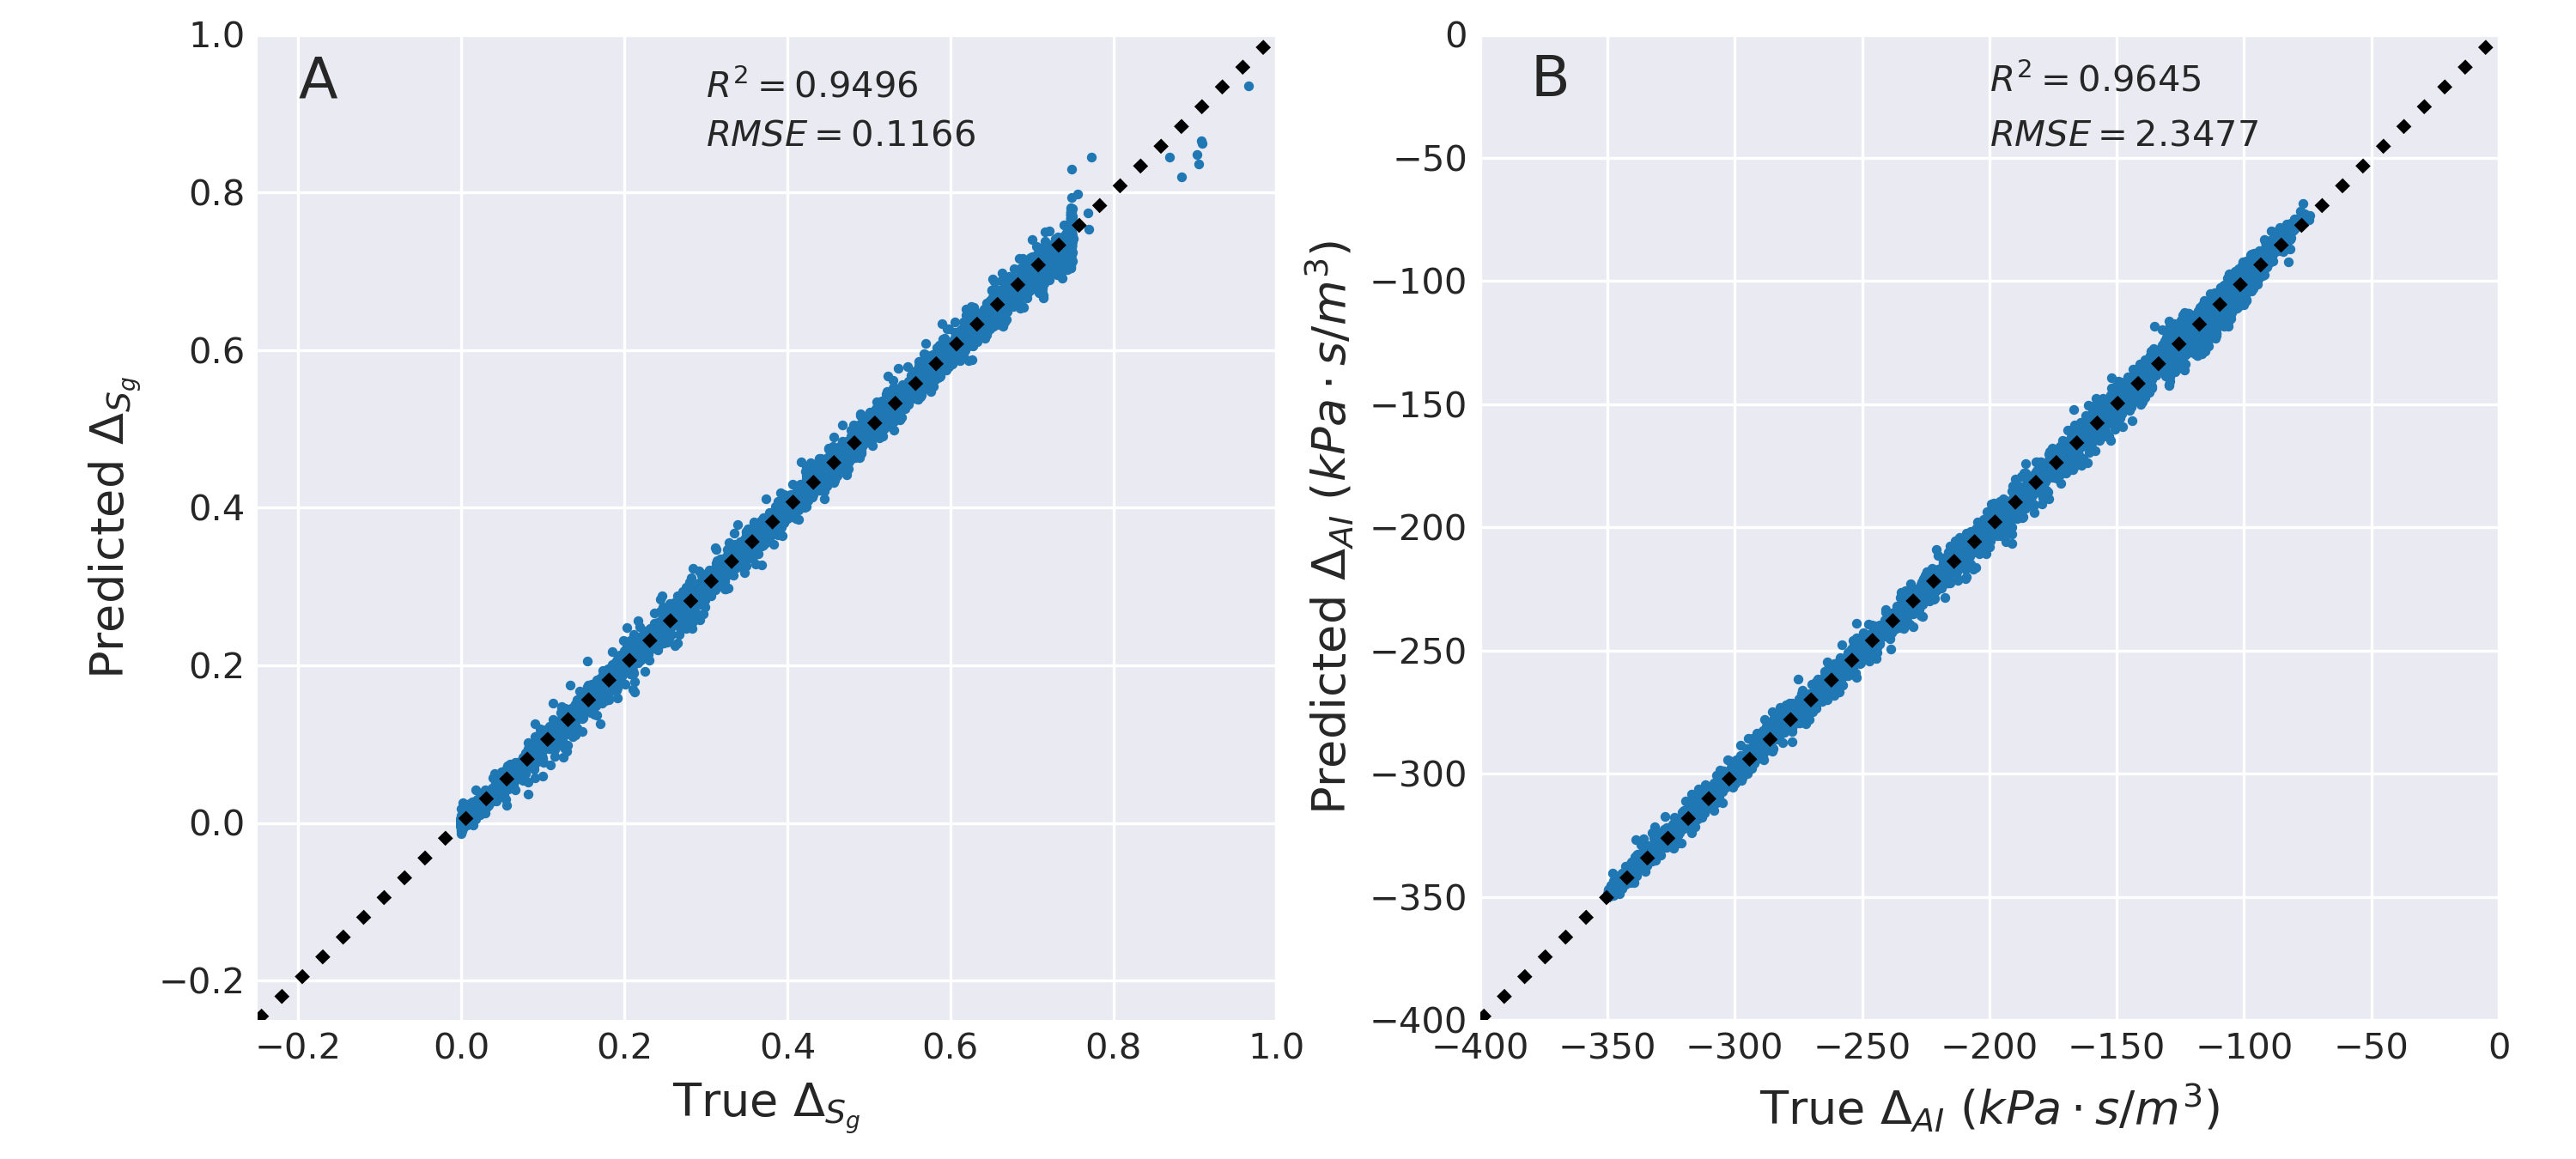 A
R² = 0.9496
RMSE = 0.1166
1.0
0.8
0.6
0.4
0.2
0.0
−0.2
Predicted Δ_{S_g}
−0.2 0.0 0.2 0.4 0.6 0.8 1.0
True Δ_{S_g}
B
R² = 0.9645
RMSE = 2.3477
0
−50
−100
−150
−200
−250
−300
−350
−400
Predicted Δ_{AI} (kPa · s/m³)
−400 −350 −300 −250 −200 −150 −100 −50 0
True Δ_{AI} (kPa · s/m³)